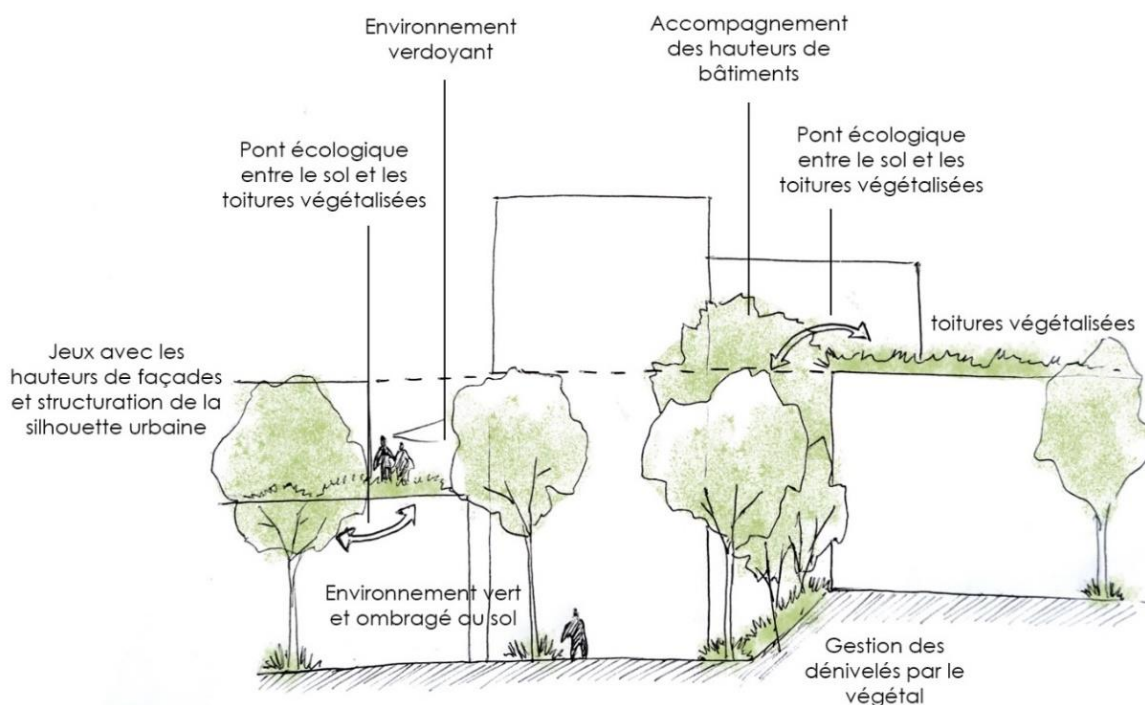 Environnement
verdoyant
Accompagnement
des hauteurs de
bâtiments
Pont écologique
entre le sol et les
toitures végétalisées
Pont écologique
entre le sol et les
toitures végétalisées
toitures végétalisées
Jeux avec les
hauteurs de façades
et structuration de la
silhouette urbaine
Environnement vert
et ombragé au sol
Gestion des
dénivelés par le
végétal